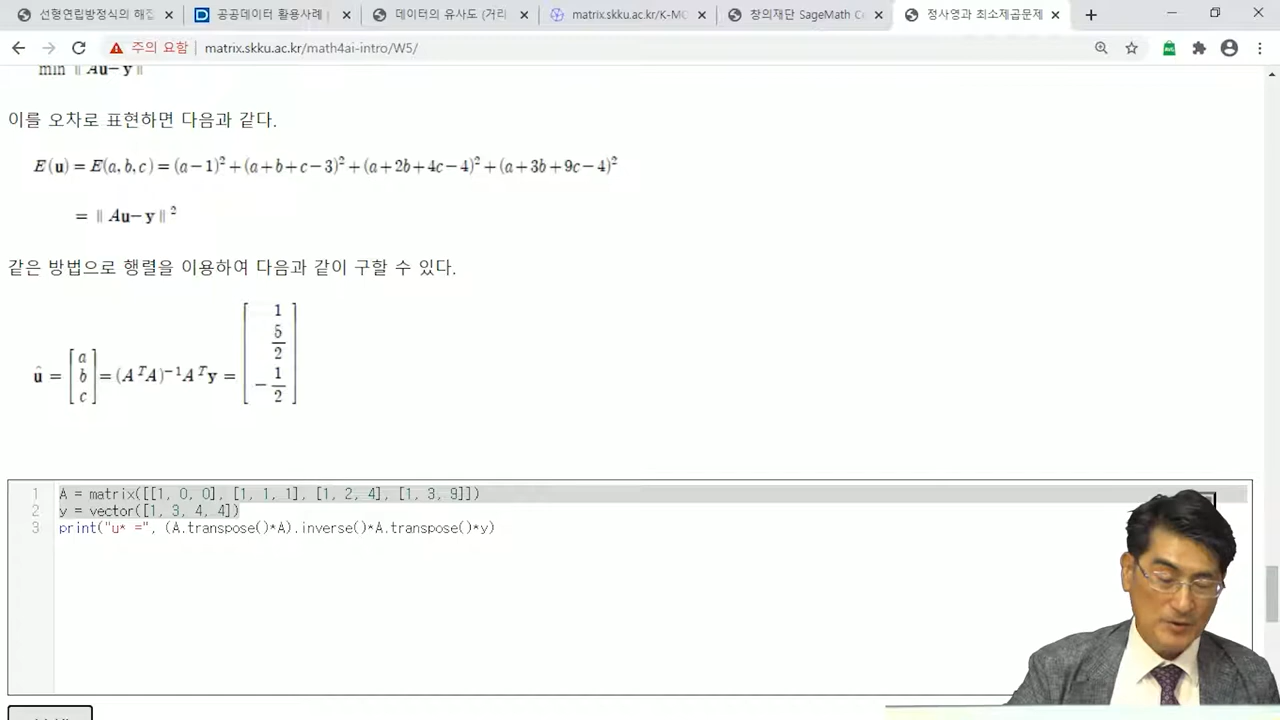 선형연립방정식의 해집
공공데이터 활용사례
데이터의 유사도 (거리
matrix.skku.ac.kr/K-MC
창의재단 SageMath Ce
정사영과 최소제곱문제
주의 요함
matrix.skku.ac.kr/math4ai-intro/W5/
min ‖Au−y‖
이를 오차로 표현하면 다음과 같다.
E(u) = E(a, b, c) = (a−1)² + (a+b+c−3)² + (a+2b+4c−4)² + (a+3b+9c−4)²
= ‖Au−y‖²
같은 방법으로 행렬을 이용하여 다음과 같이 구할 수 있다.
û = [a b c] = (AᵀA)⁻¹Aᵀy = [1 5/2 −1/2]
1 A = matrix([[1, 0, 0], [1, 1, 1], [1, 2, 4], [1, 3, 9]])
2 y = vector([1, 3, 4, 4])
3 print("u* =", (A.transpose()*A).inverse()*A.transpose()*y)